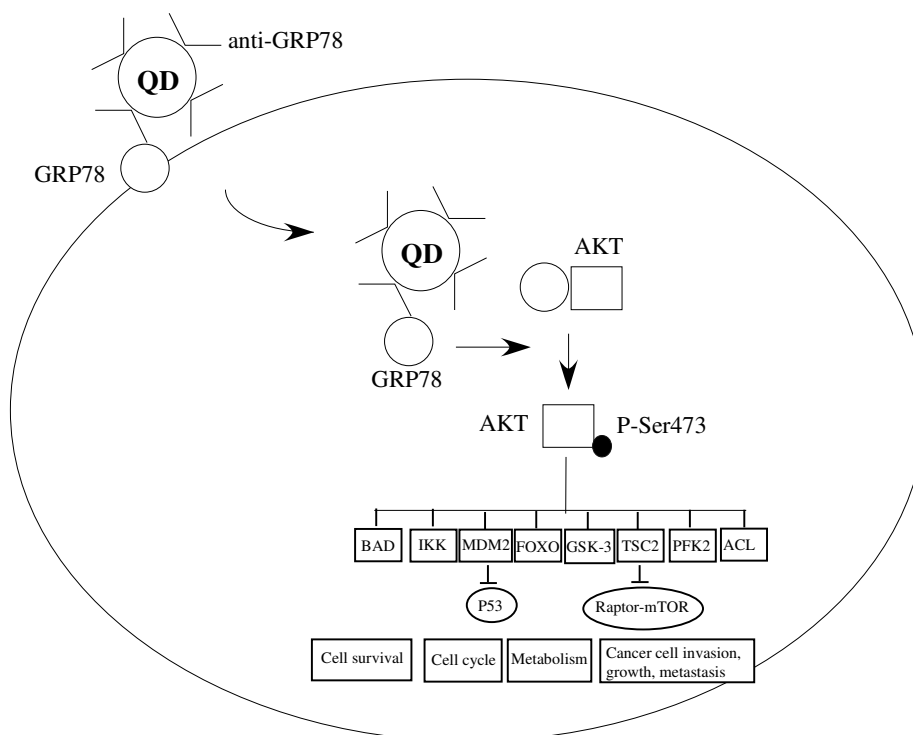 anti-GRP78
QD
GRP78
QD
AKT
GRP78
AKT
P-Ser473
BAD
IKK
MDM2
FOXO
GSK-3
TSC2
PFK2
ACL
P53
Raptor-mTOR
Cell survival
Cell cycle
Metabolism
Cancer cell invasion,
growth, metastasis